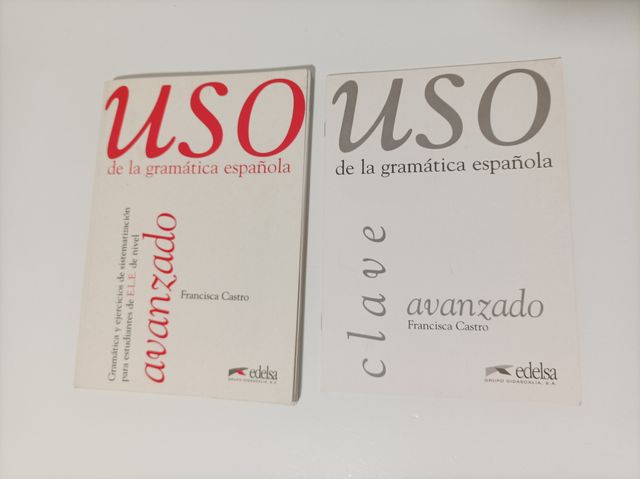 uso
de la gramática española
Gramática y ejercicios de sistematización
para estudiantes de E.L.E. de nivel
avanzado
Francisca Castro
edelsa
GRUPO DIDASCALIA, S.A.
uso
de la gramática española
clave
avanzado
Francisca Castro
edelsa
GRUPO DIDASCALIA, S.A.